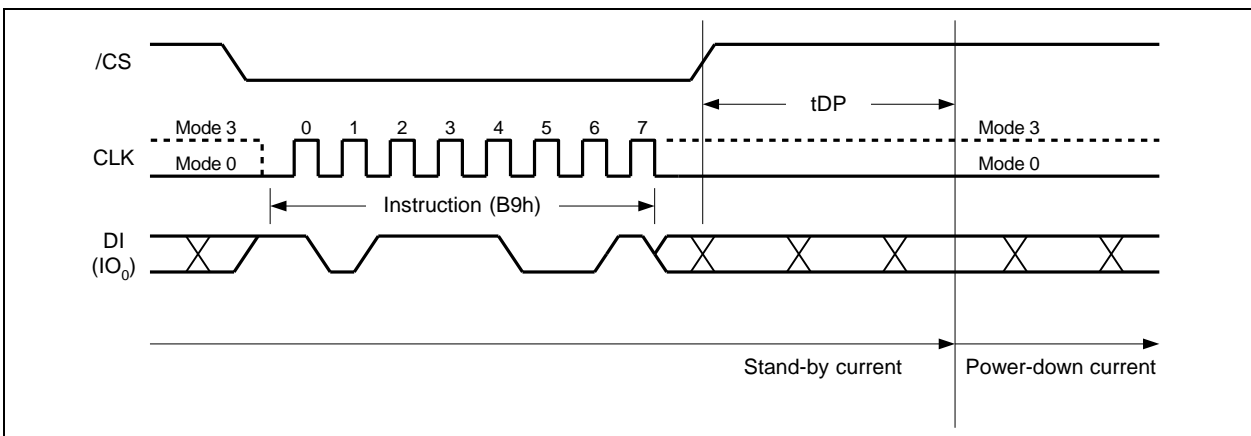 /CS
tDP
Mode 3 0 1 2 3 4 5 6 7 Mode 3
CLK
Mode 0 Mode 0
Instruction (B9h)
DI
(IO0)
Stand-by current Power-down current